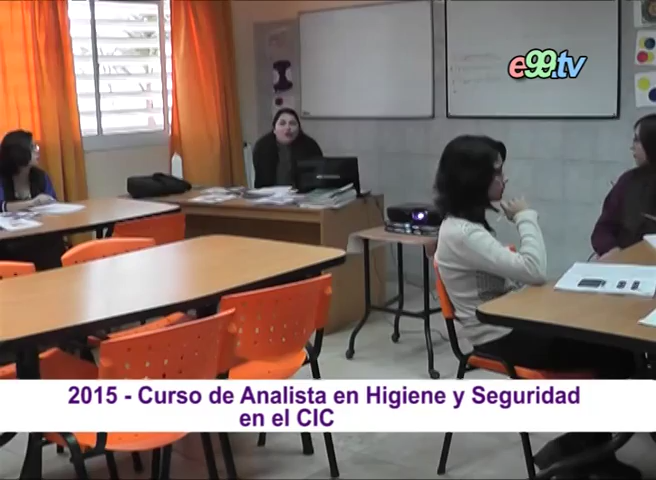 e99.tv
2015 - Curso de Analista en Higiene y Seguridad
en el CIC